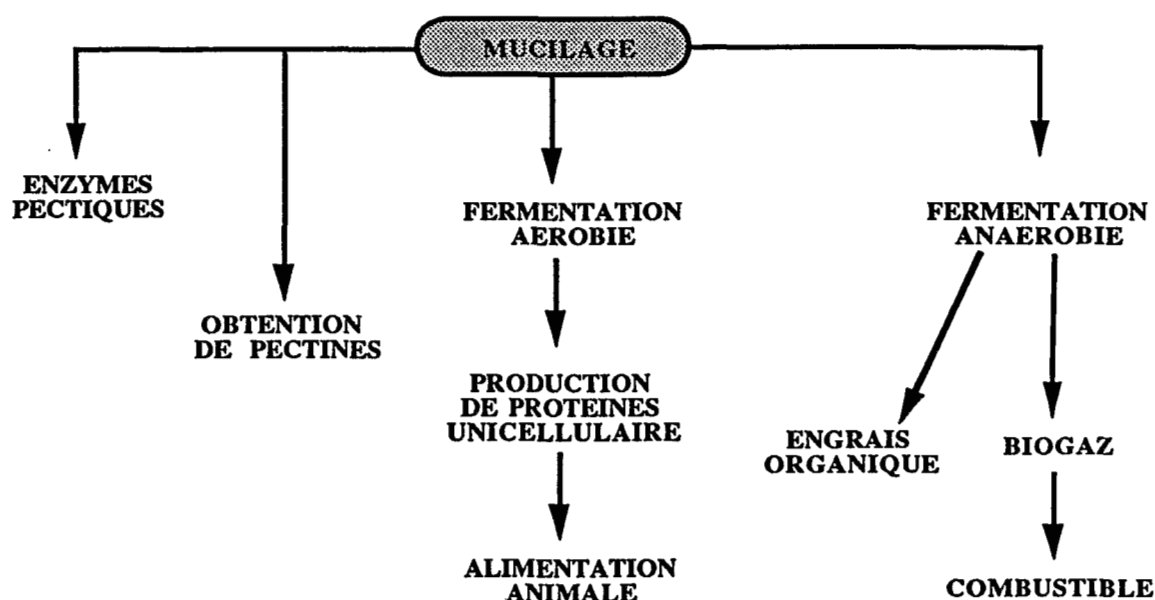 MUCILAGE
ENZYMES
PECTIQUES
OBTENTION
DE PECTINES
FERMENTATION
AEROBIE
PRODUCTION
DE PROTEINES
UNICELLULAIRE
ALIMENTATION
ANIMALE
FERMENTATION
ANAEROBIE
ENGRAIS
ORGANIQUE
BIOGAZ
COMBUSTIBLE